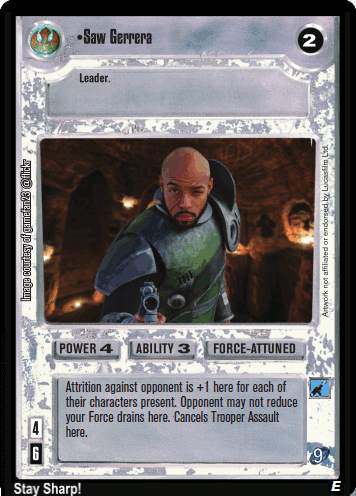 •Saw Gerrera
2
Leader.
Image courtesy of gamefan23 @flickr
Artwork not affiliated or endorsed by Lucasfilm Ltd.
POWER 4
ABILITY 3
FORCE-ATTUNED
Attrition against opponent is +1 here for each of
their characters present. Opponent may not reduce
your Force drains here. Cancels Trooper Assault
here.
4
6
9
Stay Sharp!
E